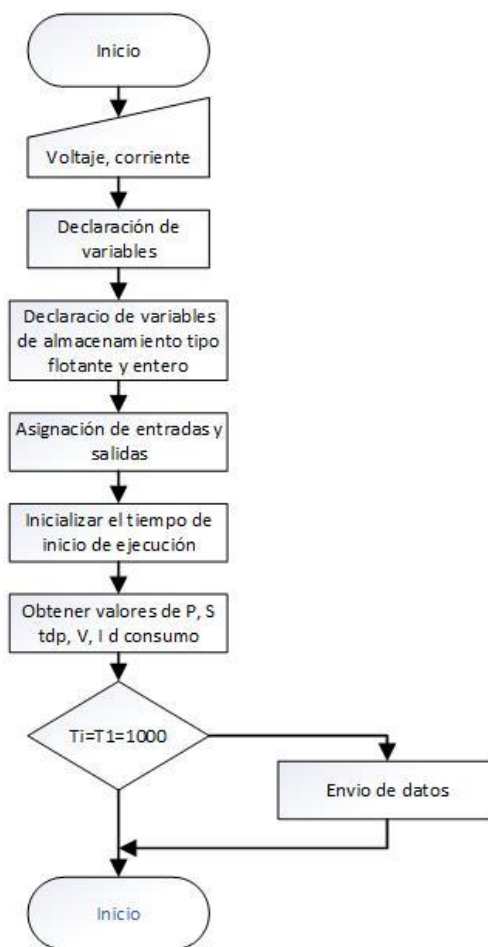 Inicio
Voltaje, corriente
Declaración de
variables
Declaracio de variables
de almacenamiento tipo
flotante y entero
Asignación de entradas y
salidas
Inicializar el tiempo de
inicio de ejecución
Obtener valores de P, S
tdp, V, I d consumo
Ti=T1=1000
Envio de datos
Inicio